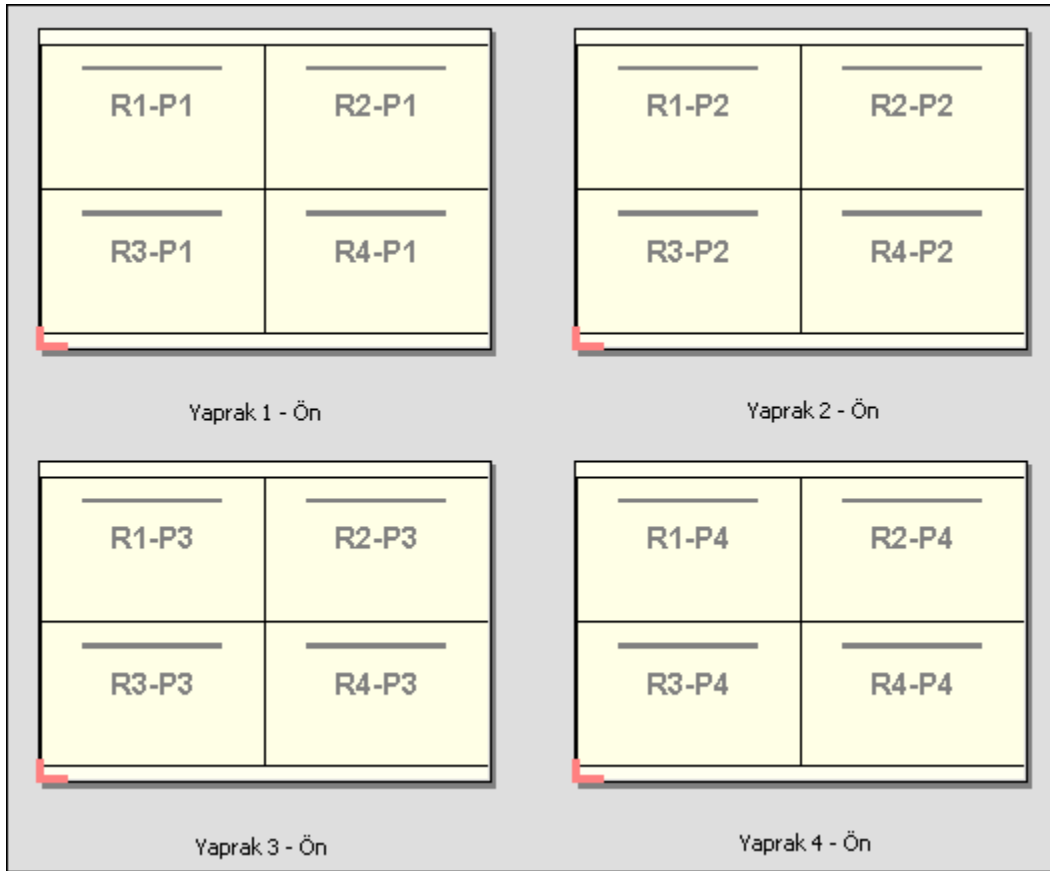 R1-P1 R2-P1
R3-P1 R4-P1
Yaprak 1 - Ön
R1-P2 R2-P2
R3-P2 R4-P2
Yaprak 2 - Ön
R1-P3 R2-P3
R3-P3 R4-P3
Yaprak 3 - Ön
R1-P4 R2-P4
R3-P4 R4-P4
Yaprak 4 - Ön